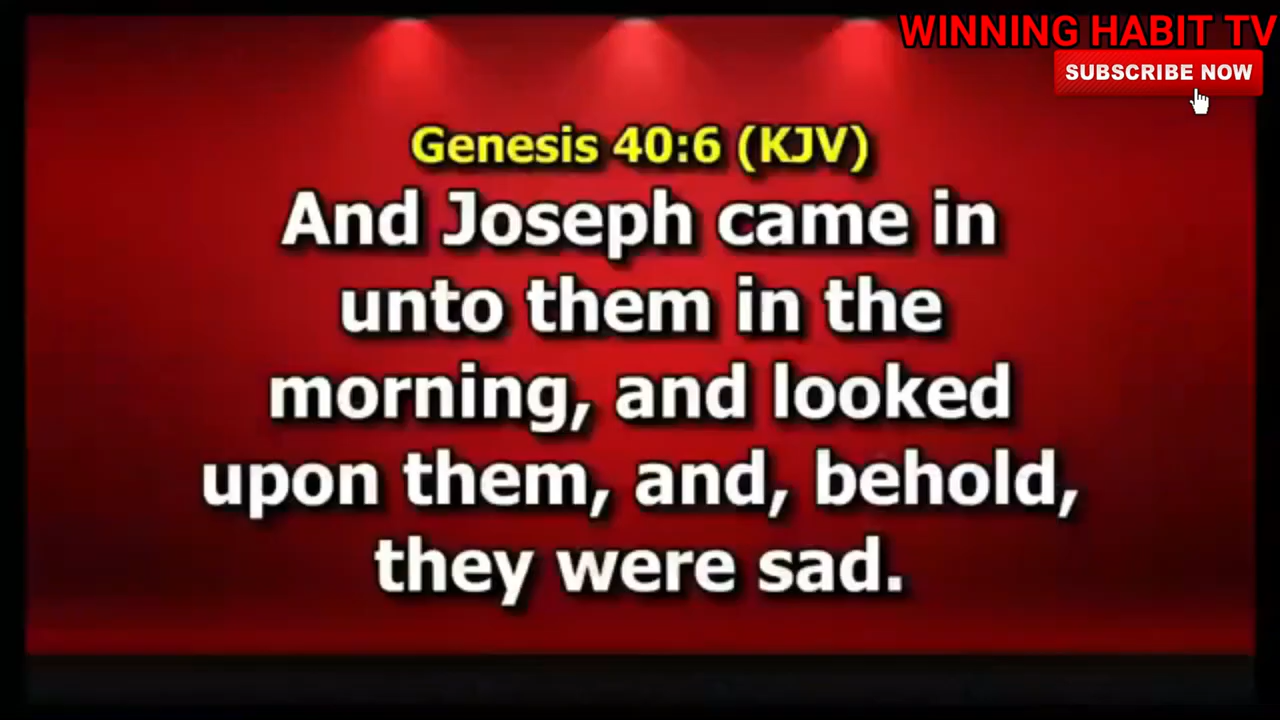 WINNING HABIT TV
SUBSCRIBE NOW
Genesis 40:6 (KJV)
And Joseph came in
unto them in the
morning, and looked
upon them, and, behold,
they were sad.